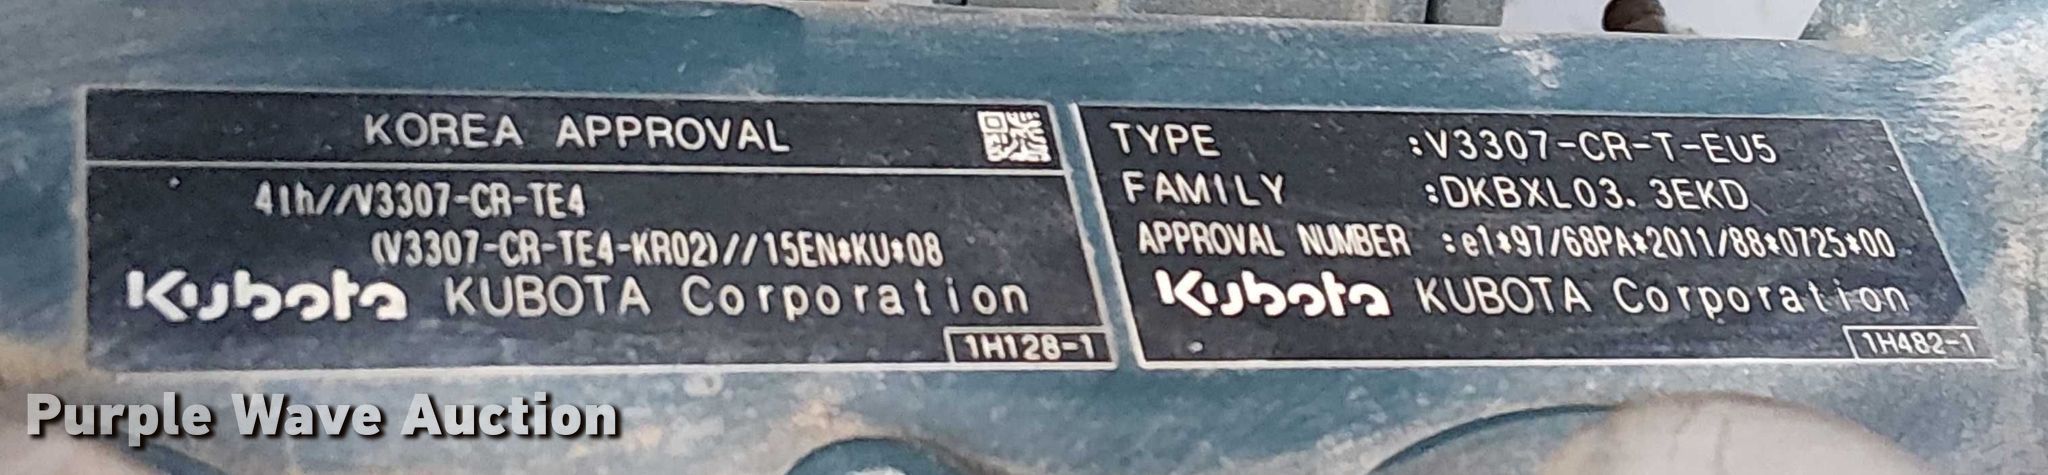 KOREA APPROVAL
4th//V3307-CR-TE4
(V3307-CR-TE4-KR02)//15EN*KU*08
Kubota KUBOTA Corporation
1H128-1
TYPE :V3307-CR-T-EU5
FAMILY :DKBXL03.3EKD
APPROVAL NUMBER :e1*97/68PA*2011/88*0725*00
Kubota KUBOTA Corporation
1H482-1
Purple Wave Auction